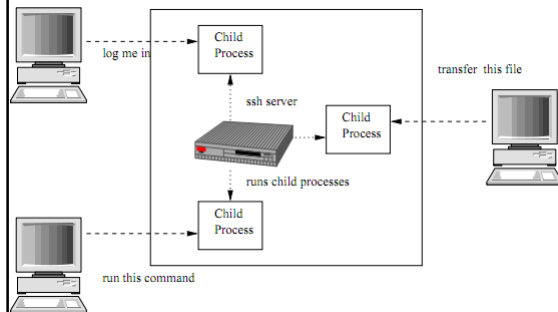 Child
Process
log me in
transfer this file
ssh server
Child
Process
runs child processes
Child
Process
run this command